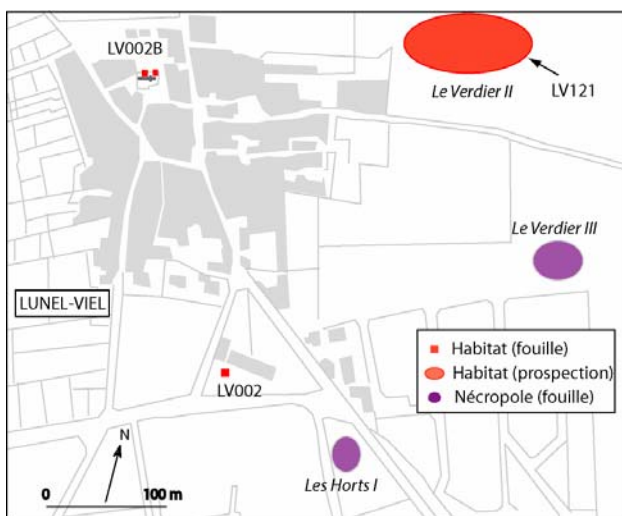 LV002B
Le Verdier II
LV121
Le Verdier III
LUNEL-VIEL
LV002
Habitat (fouille)
Habitat (prospection)
Nécropole (fouille)
Les Horts I
N
0 100 m